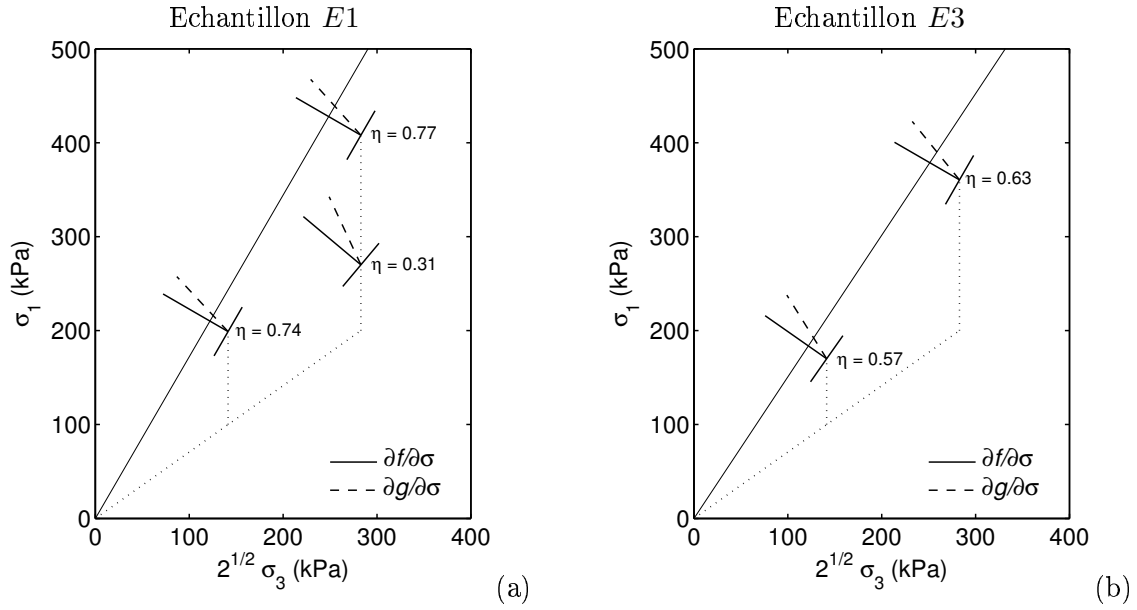 Echantillon E1
500
400
300
200
100
0
σ1 (kPa)
η = 0.77
η = 0.31
η = 0.74
∂f/∂σ
∂g/∂σ
0 100 200 300 400
2^1/2 σ3 (kPa)
(a)
Echantillon E3
500
400
300
200
100
0
σ1 (kPa)
η = 0.63
η = 0.57
∂f/∂σ
∂g/∂σ
0 100 200 300 400
2^1/2 σ3 (kPa)
(b)